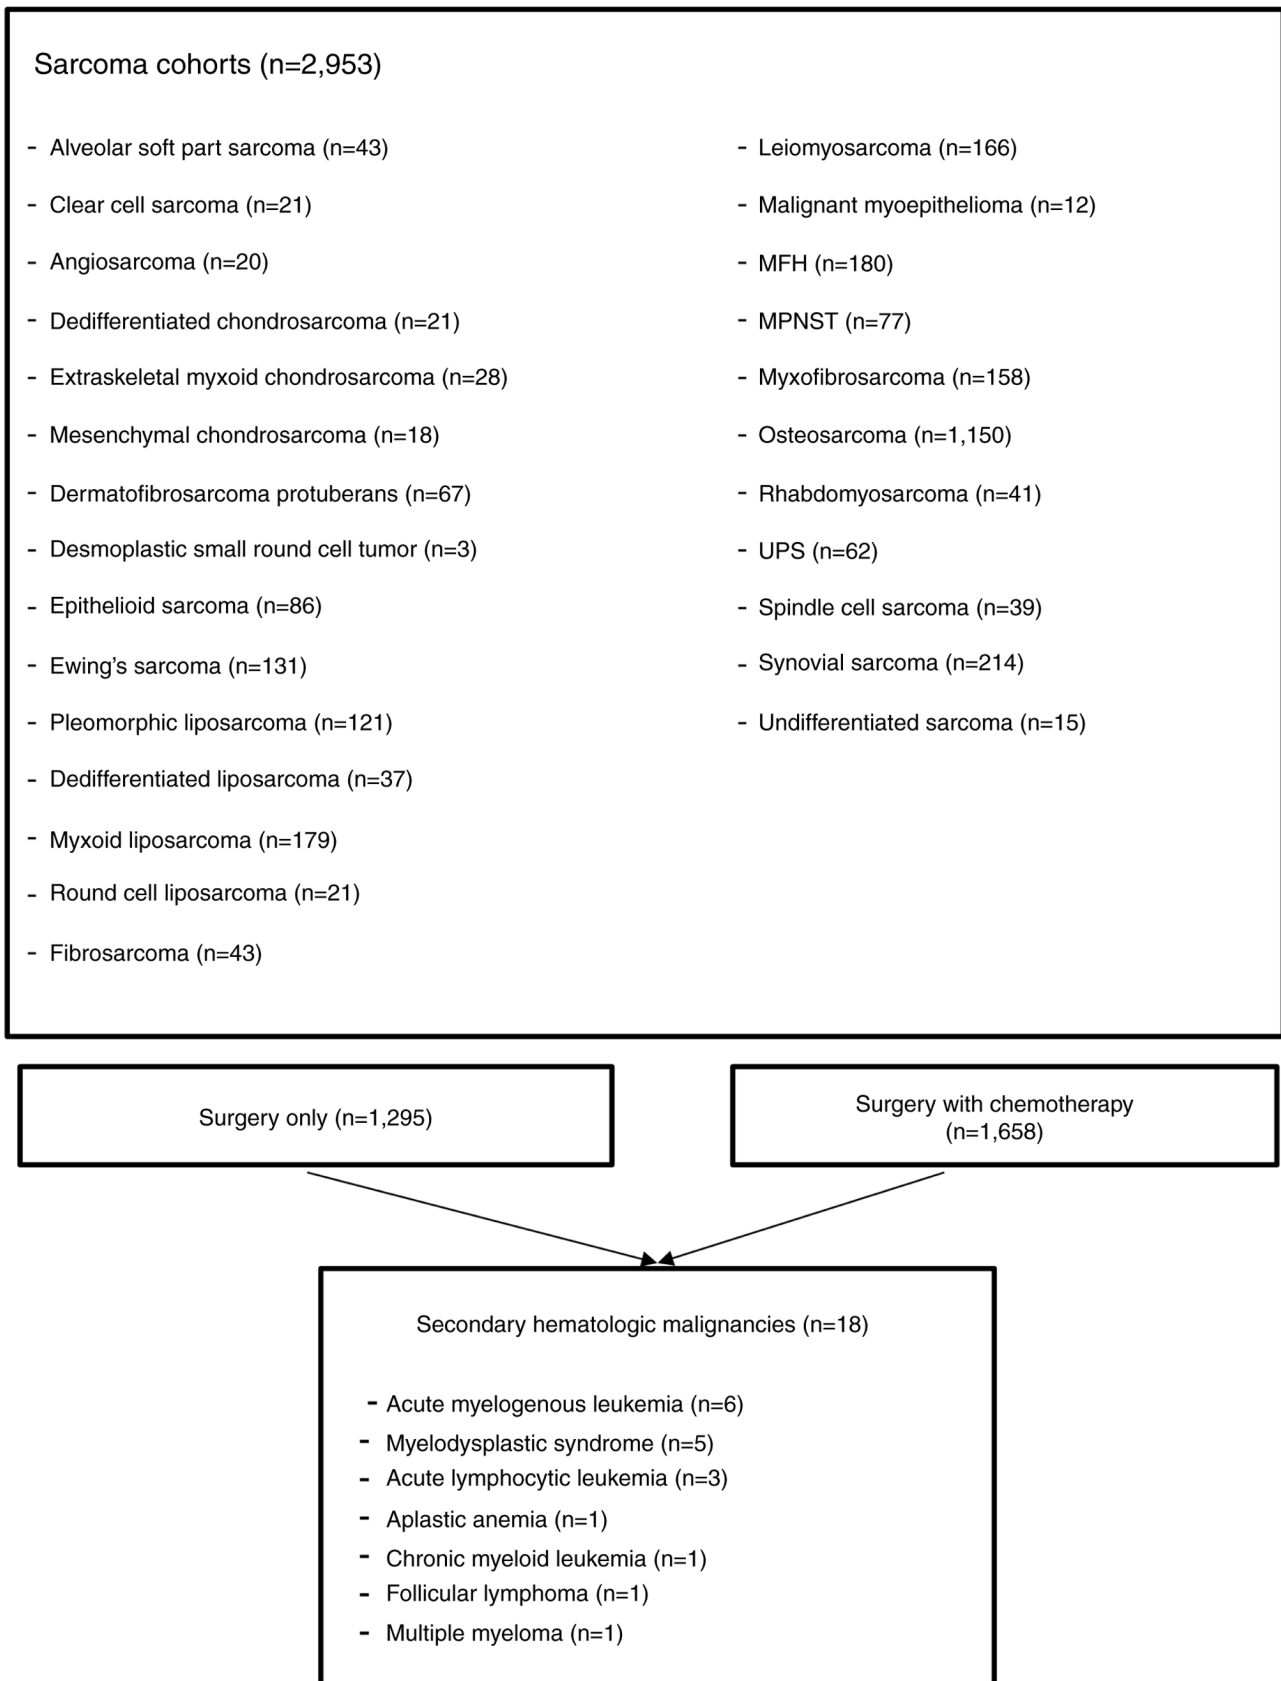 Sarcoma cohorts (n=2,953)
- Alveolar soft part sarcoma (n=43)
- Clear cell sarcoma (n=21)
- Angiosarcoma (n=20)
- Dedifferentiated chondrosarcoma (n=21)
- Extraskeletal myxoid chondrosarcoma (n=28)
- Mesenchymal chondrosarcoma (n=18)
- Dermatofibrosarcoma protuberans (n=67)
- Desmoplastic small round cell tumor (n=3)
- Epithelioid sarcoma (n=86)
- Ewing’s sarcoma (n=131)
- Pleomorphic liposarcoma (n=121)
- Dedifferentiated liposarcoma (n=37)
- Myxoid liposarcoma (n=179)
- Round cell liposarcoma (n=21)
- Fibrosarcoma (n=43)
- Leiomyosarcoma (n=166)
- Malignant myoepithelioma (n=12)
- MFH (n=180)
- MPNST (n=77)
- Myxofibrosarcoma (n=158)
- Osteosarcoma (n=1,150)
- Rhabdomyosarcoma (n=41)
- UPS (n=62)
- Spindle cell sarcoma (n=39)
- Synovial sarcoma (n=214)
- Undifferentiated sarcoma (n=15)
Surgery only (n=1,295)
Surgery with chemotherapy
(n=1,658)
Secondary hematologic malignancies (n=18)
- Acute myelogenous leukemia (n=6)
- Myelodysplastic syndrome (n=5)
- Acute lymphocytic leukemia (n=3)
- Aplastic anemia (n=1)
- Chronic myeloid leukemia (n=1)
- Follicular lymphoma (n=1)
- Multiple myeloma (n=1)